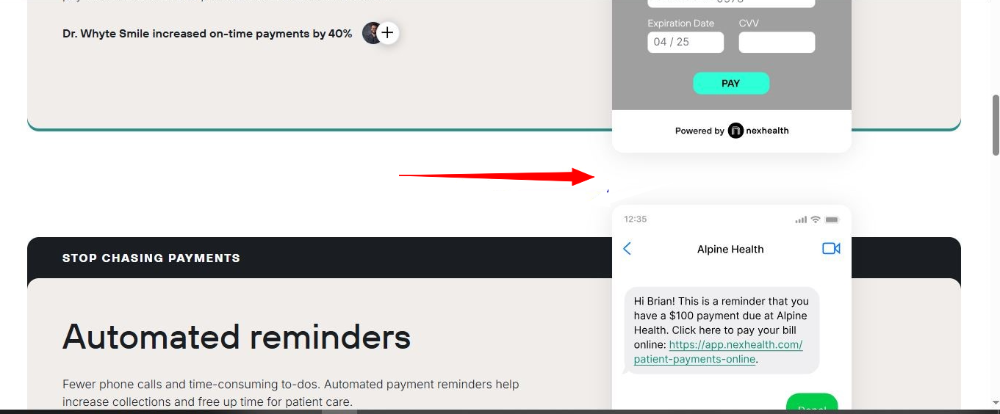 Dr. Whyte Smile increased on-time payments by 40%
Expiration Date CVV
04 / 25
PAY
Powered by nexhealth
12:35
Alpine Health
STOP CHASING PAYMENTS
Hi Brian! This is a reminder that you
have a $100 payment due at Alpine
Health. Click here to pay your bill
online: https://app.nexhealth.com/
patient-payments-online.
Automated reminders
Fewer phone calls and time-consuming to-dos. Automated payment reminders help
increase collections and free up time for patient care.